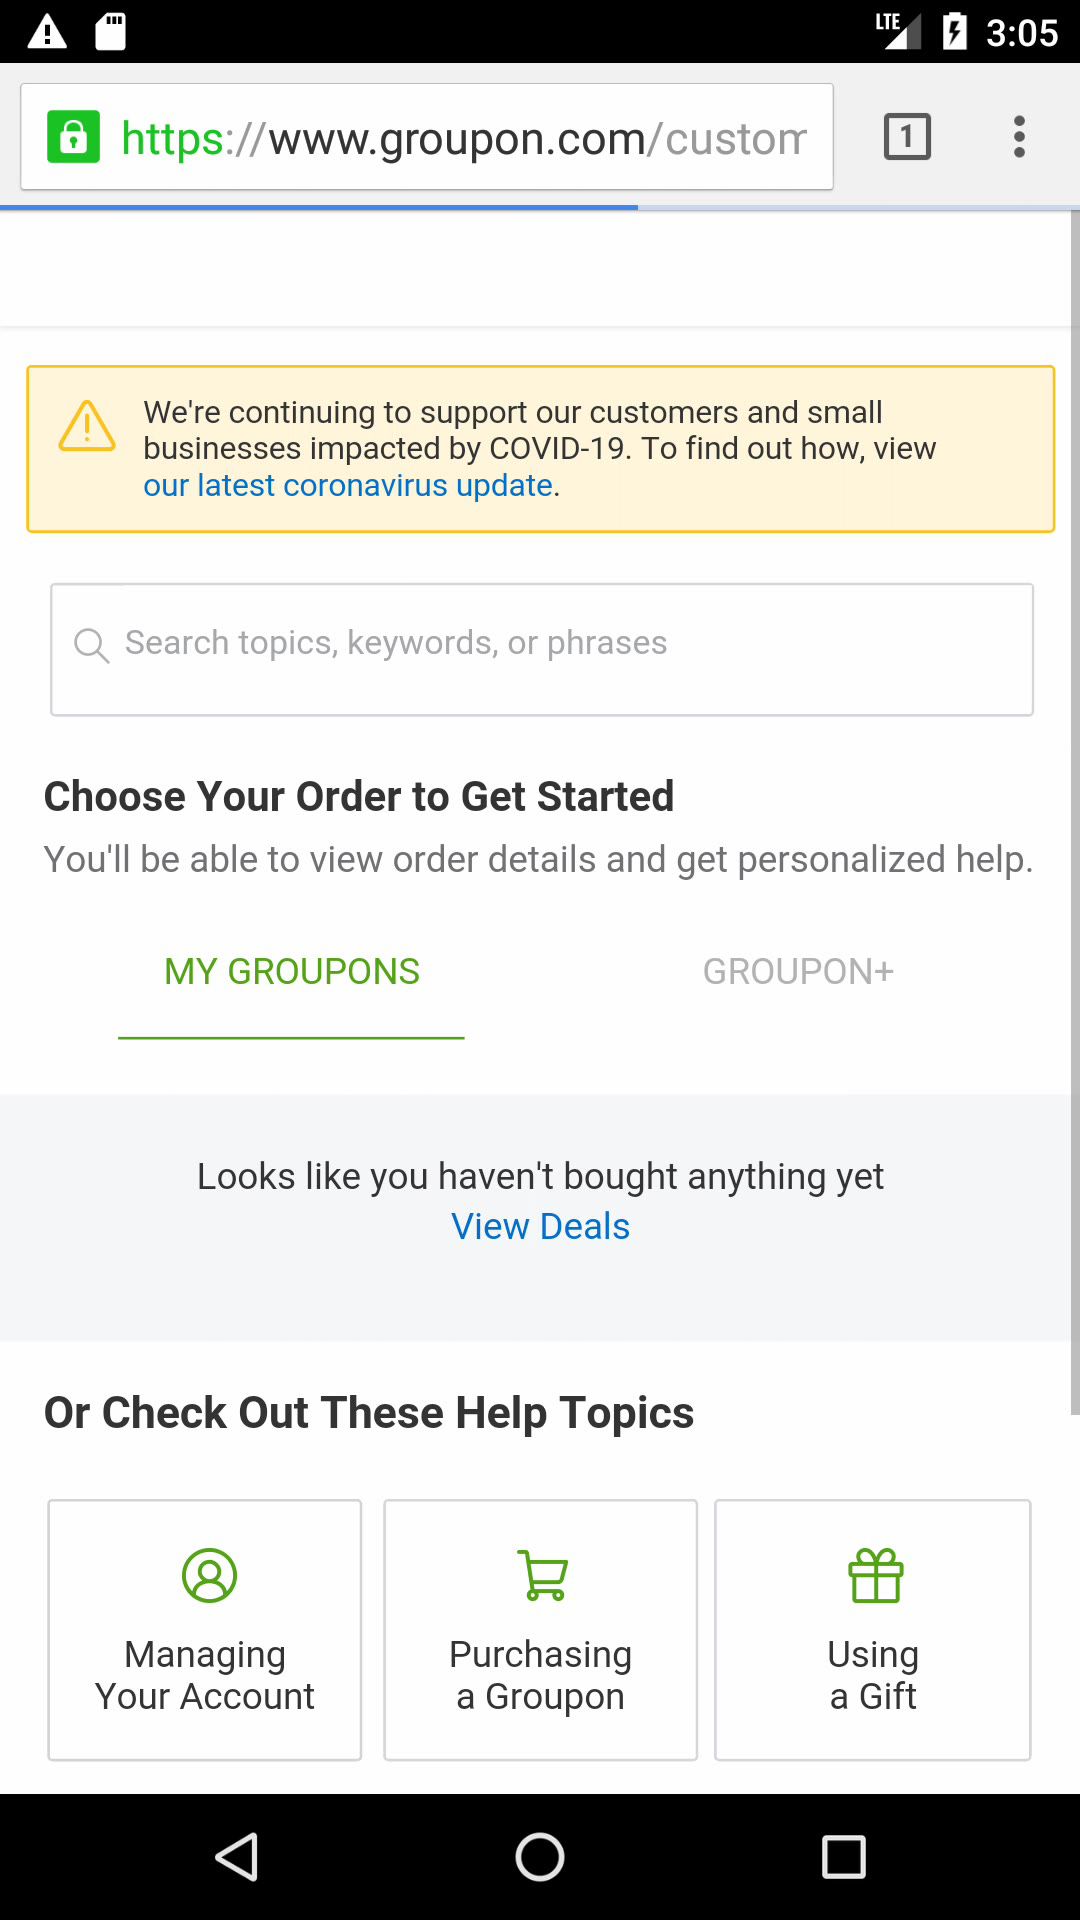 LTE 3:05
https://www.groupon.com/custom
1
We're continuing to support our customers and small
businesses impacted by COVID-19. To find out how, view
our latest coronavirus update.
Search topics, keywords, or phrases
Choose Your Order to Get Started
You'll be able to view order details and get personalized help.
MY GROUPONS GROUPON+
Looks like you haven't bought anything yet
View Deals
Or Check Out These Help Topics
Managing
Your Account
Purchasing
a Groupon
Using
a Gift